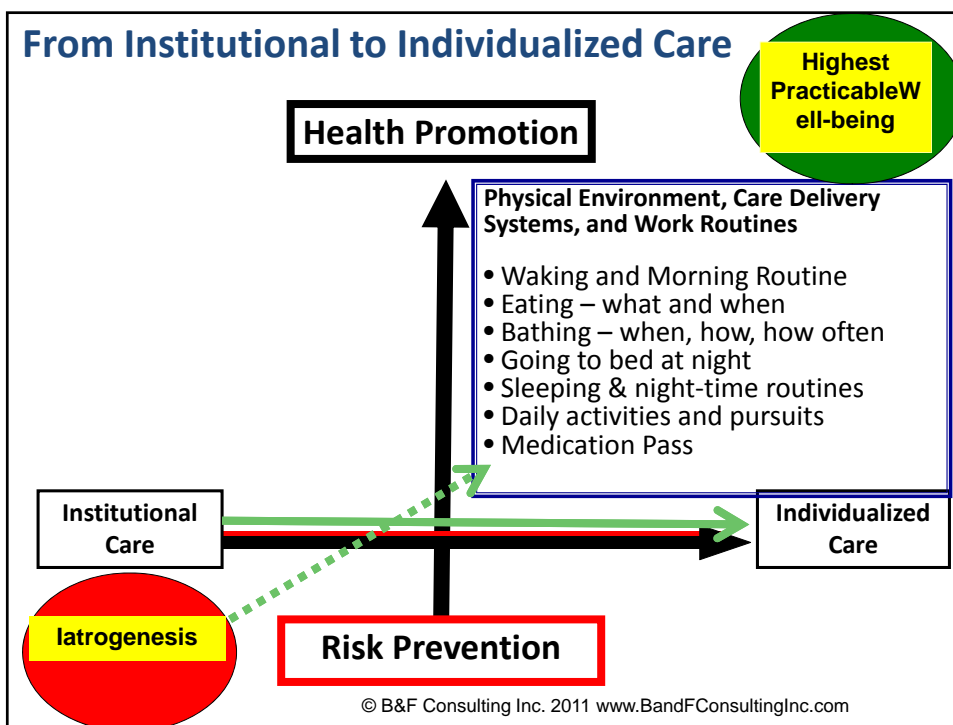 From Institutional to Individualized Care
Highest
PracticableW
ell-being
Health Promotion
Physical Environment, Care Delivery
Systems, and Work Routines
• Waking and Morning Routine
• Eating – what and when
• Bathing – when, how, how often
• Going to bed at night
• Sleeping & night-time routines
• Daily activities and pursuits
• Medication Pass
Institutional
Care
Individualized
Care
Iatrogenesis
Risk Prevention
© B&F Consulting Inc. 2011 www.BandFConsultingInc.com